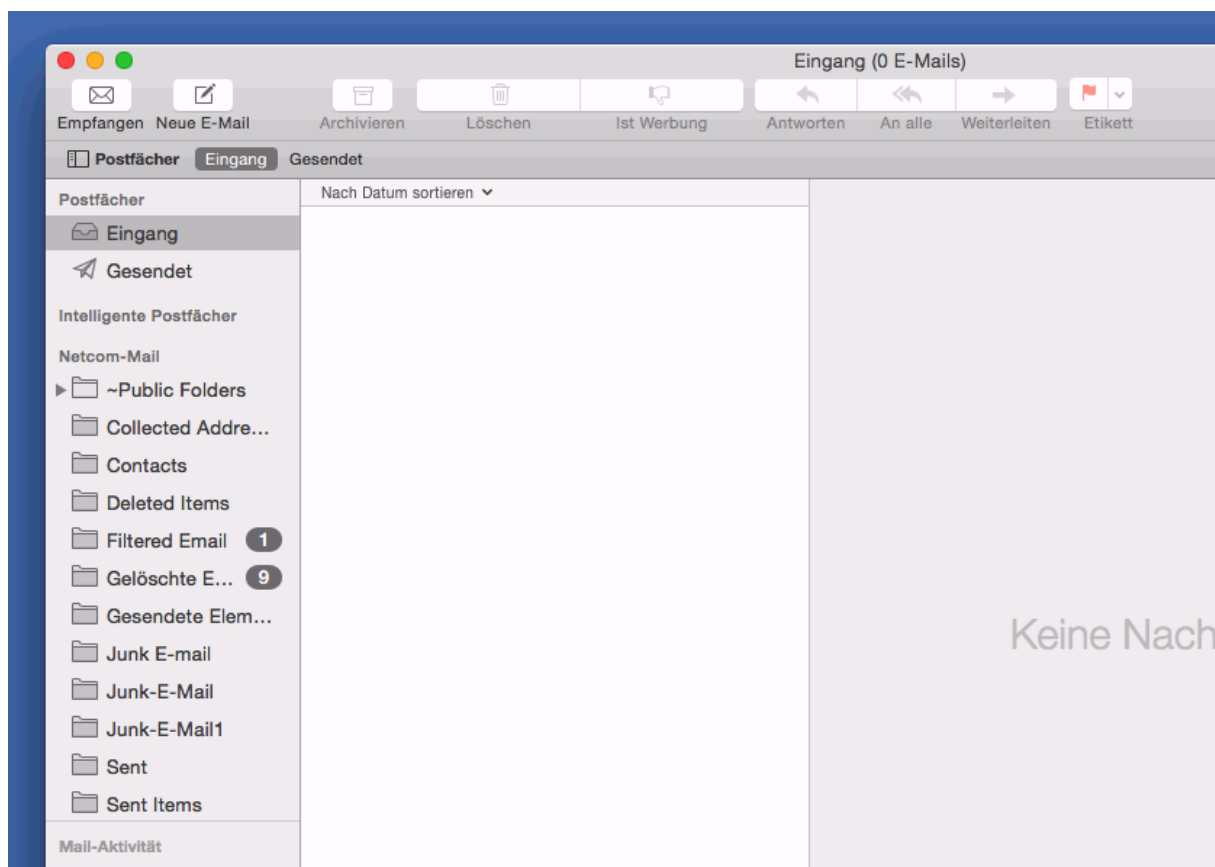 Eingang (0 E-Mails)
Empfangen Neue E-Mail Archivieren Löschen Ist Werbung Antworten An alle Weiterleiten Etikett
Postfächer Eingang Gesendet
Postfächer
Nach Datum sortieren
Eingang
Gesendet
Intelligente Postfächer
Netcom-Mail
~Public Folders
Collected Addre...
Contacts
Deleted Items
Filtered Email 1
Gelöschte E... 9
Gesendete Elem...
Keine Nach
Junk E-mail
Junk-E-Mail
Junk-E-Mail1
Sent
Sent Items
Mail-Aktivität